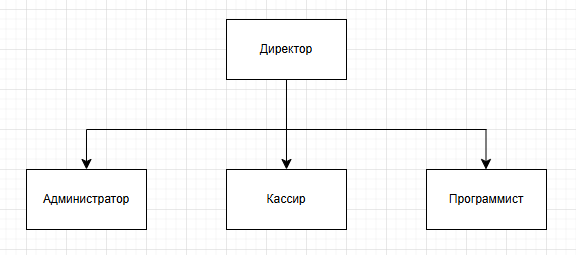 Директор
Администратор
Кассир
Программист